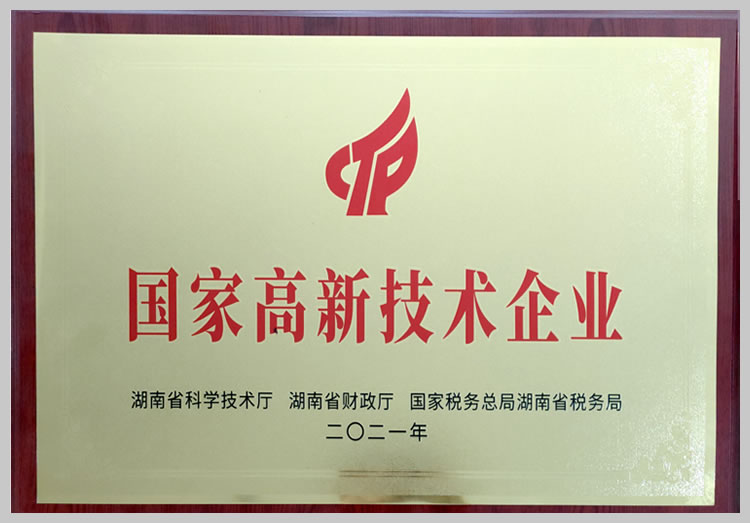 CTP
国家高新技术企业
湖南省科学技术厅 湖南省财政厅 国家税务总局湖南省税务局
二〇二一年